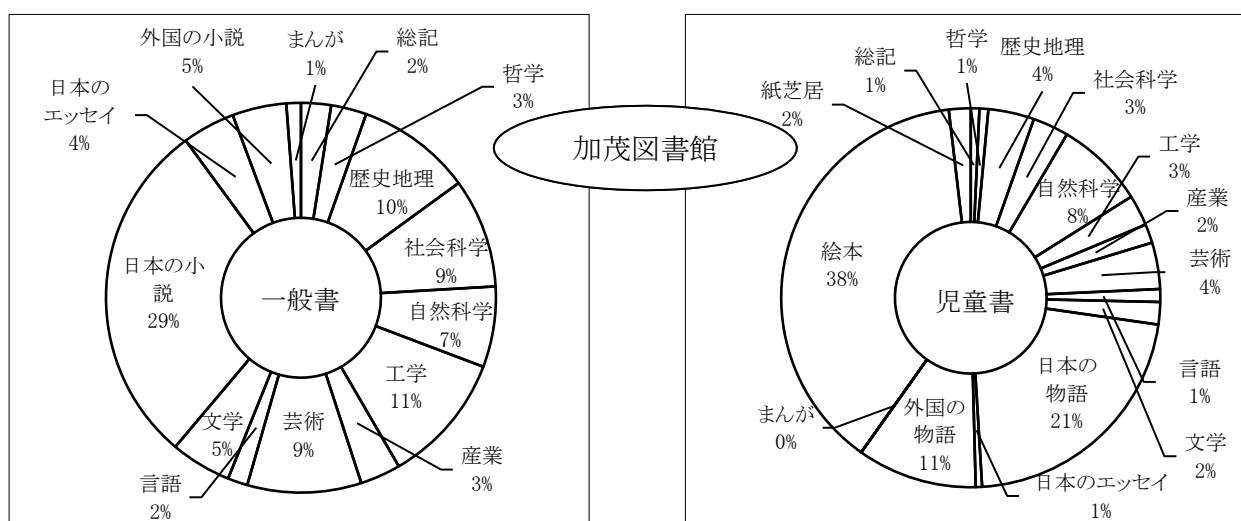 加茂図書館
一般書
まんが
1%
総記
2%
哲学
3%
歴史地理
10%
社会科学
9%
自然科学
7%
工学
11%
産業
3%
芸術
9%
言語
2%
文学
5%
日本の小
説
29%
日本の
エッセイ
4%
外国の小説
5%
児童書
総記
1%
哲学
1%
歴史地理
4%
社会科学
3%
自然科学
8%
工学
3%
産業
2%
芸術
4%
言語
1%
文学
2%
日本の
物語
21%
日本のエッセイ
1%
外国の
物語
11%
まんが
0%
絵本
38%
紙芝居
2%